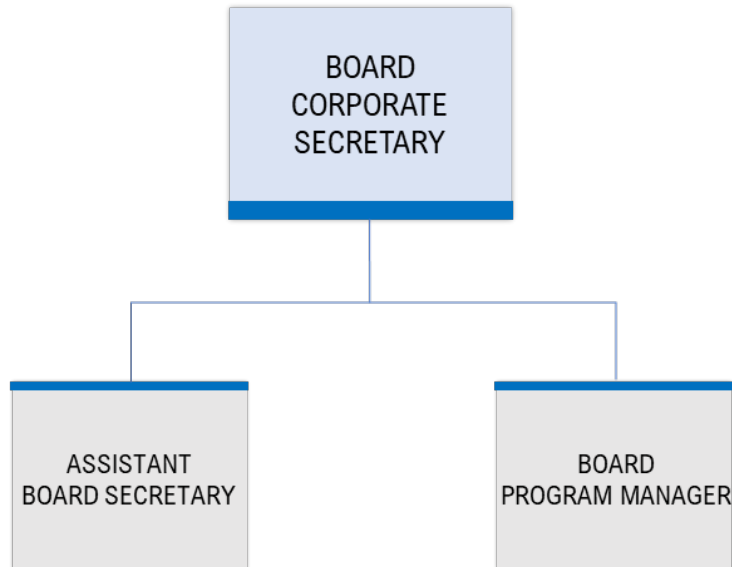 BOARD
CORPORATE
SECRETARY
ASSISTANT
BOARD SECRETARY
BOARD
PROGRAM MANAGER